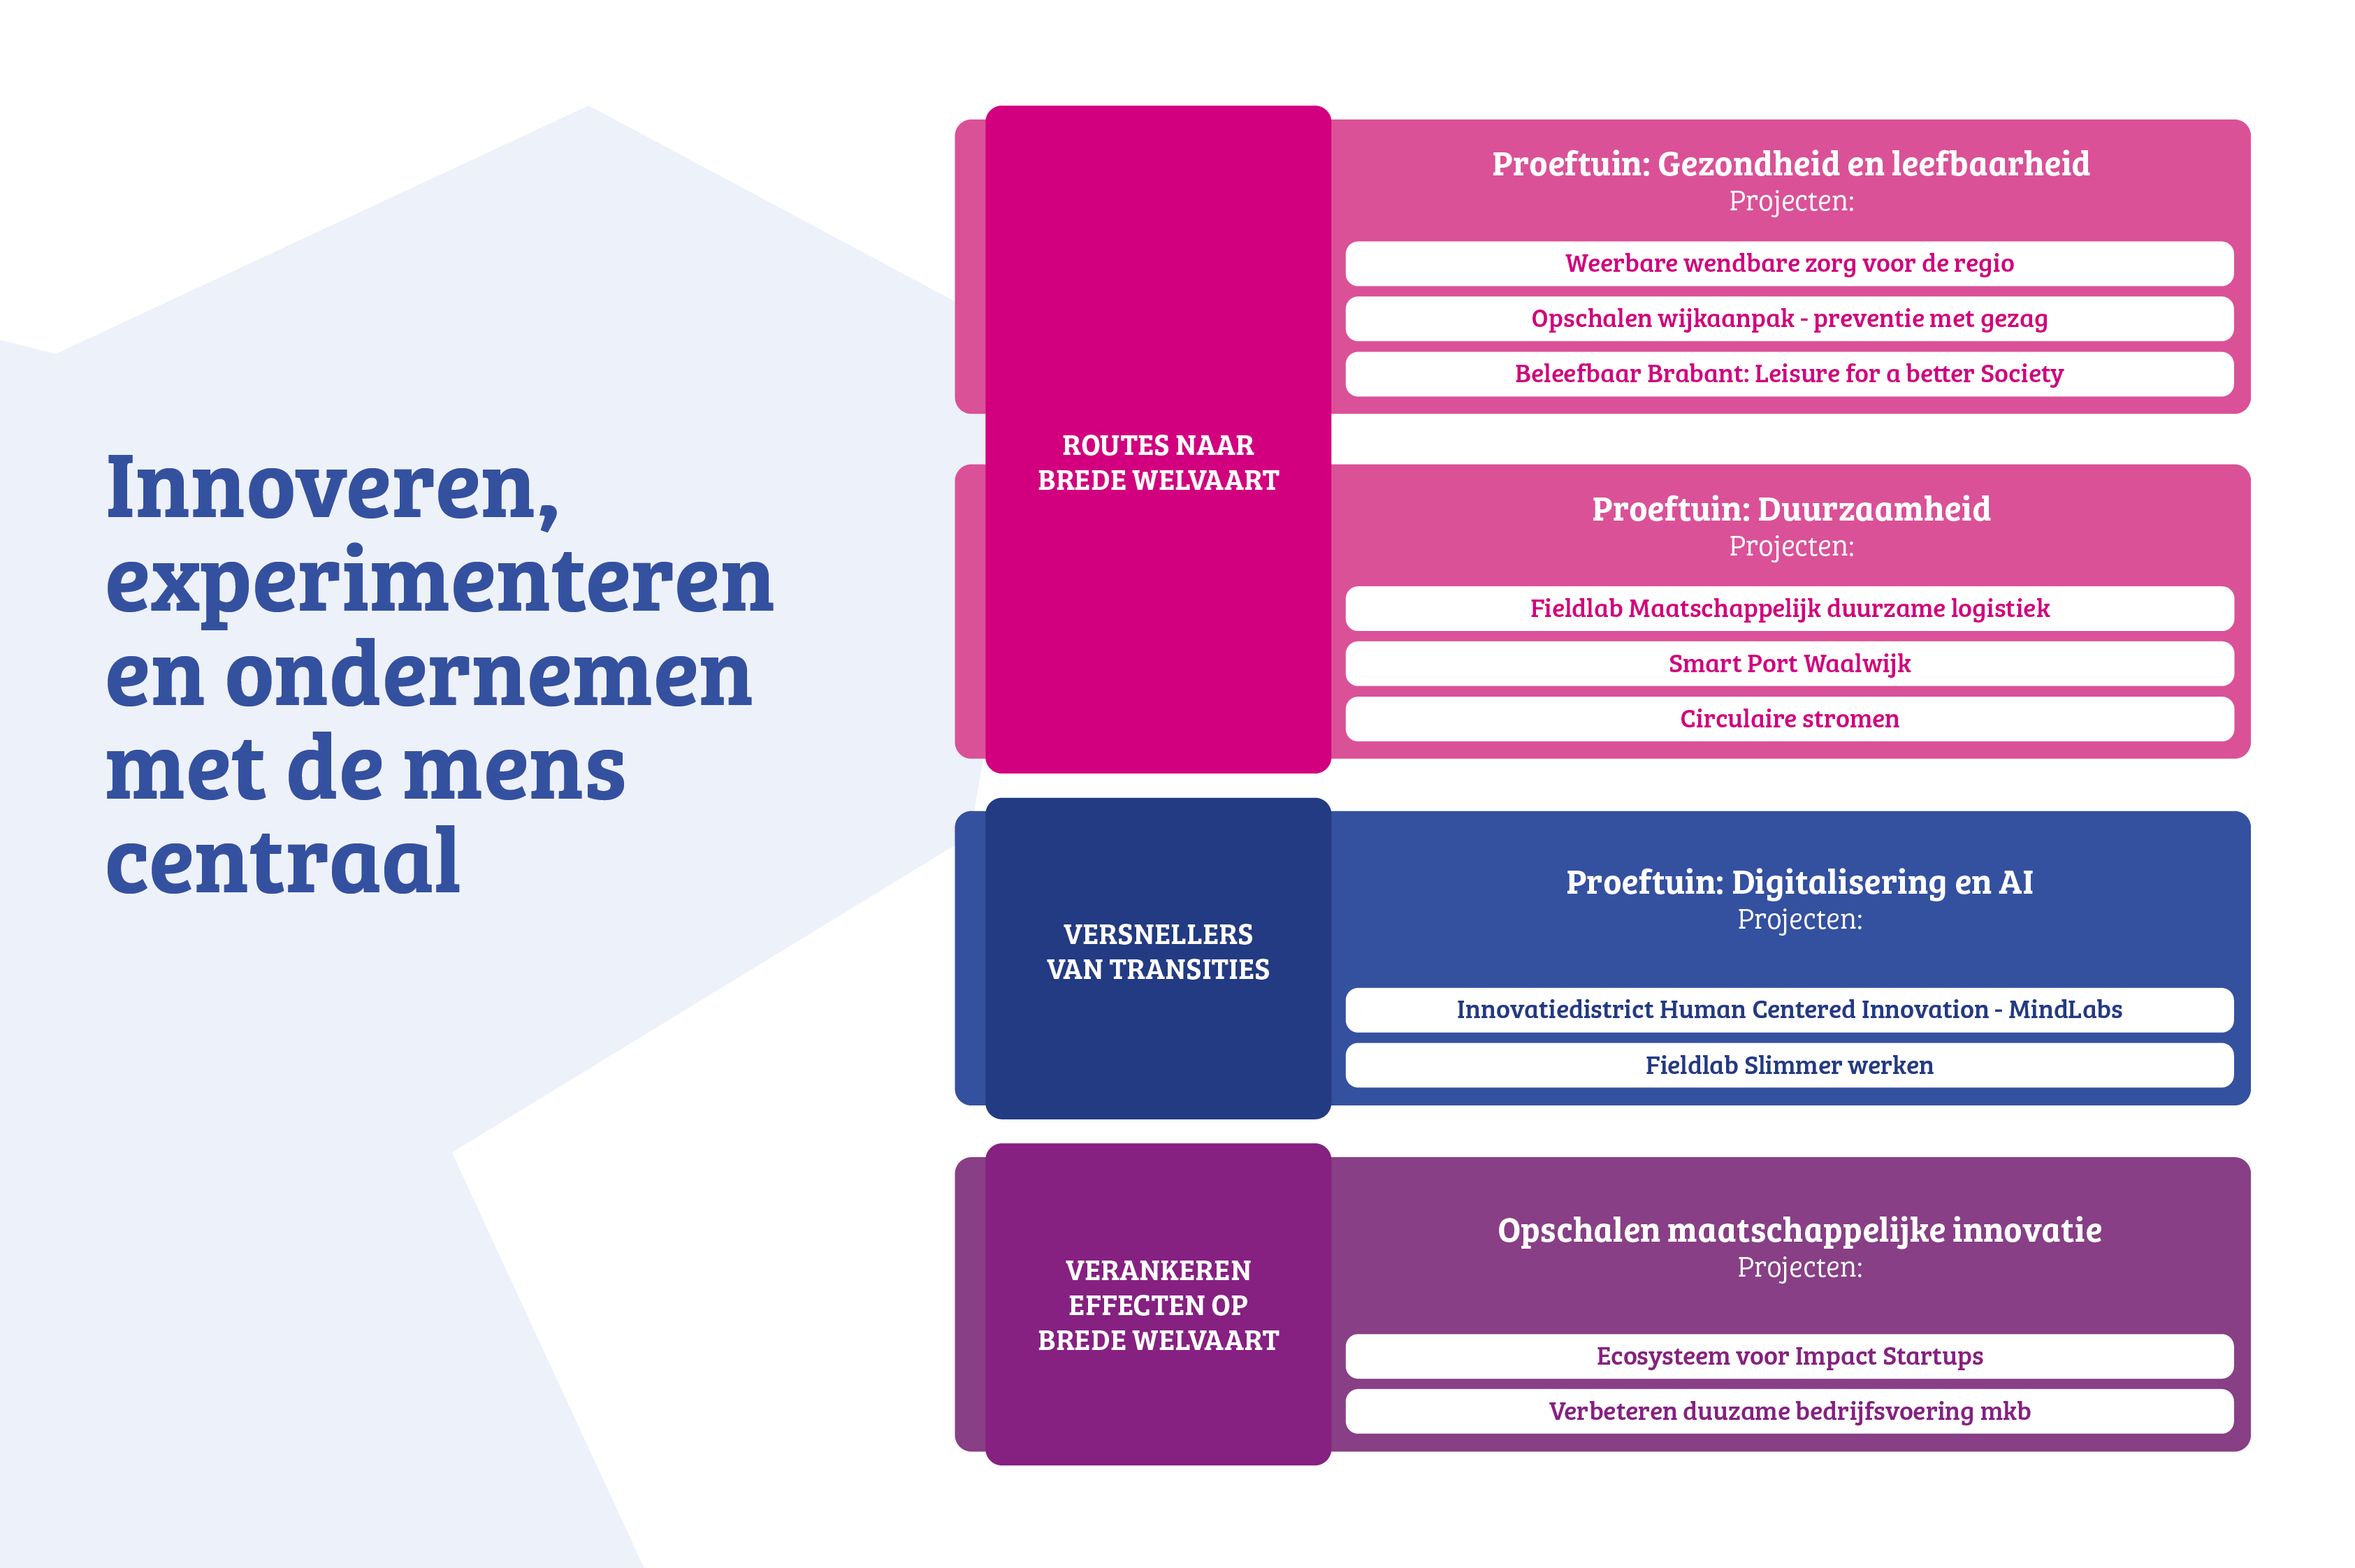 Innoveren,
experimenteren
en ondernemen
met de mens
centraal
ROUTES NAAR
BREDE WELVAART
Proeftuin: Gezondheid en leefbaarheid
Projecten:
Weerbare wendbare zorg voor de regio
Opschalen wijkaanpak - preventie met gezag
Beleefbaar Brabant: Leisure for a better Society
Proeftuin: Duurzaamheid
Projecten:
Fieldlab Maatschappelijk duurzame logistiek
Smart Port Waalwijk
Circulaire stromen
VERSNELLERS
VAN TRANSITIES
Proeftuin: Digitalisering en AI
Projecten:
Innovatiedistrict Human Centered Innovation - MindLabs
Fieldlab Slimmer werken
VERANKEREN
EFFECTEN OP
BREDE WELVAART
Opschalen maatschappelijke innovatie
Projecten:
Ecosysteem voor Impact Startups
Verbeteren duuzame bedrijfsvoering mkb